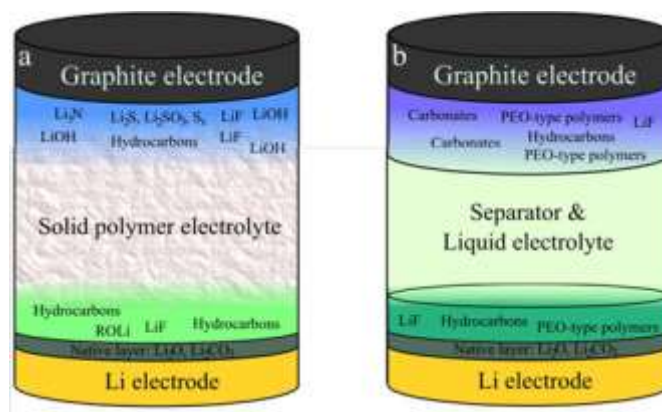 a
Graphite electrode
Li₃N Li₂S, Li₂SO₃, Sₓ LiF LiOH
LiOH Hydrocarbons LiF LiOH
Solid polymer electrolyte
Hydrocarbons
ROLi LiF Hydrocarbons
Native layer: Li₂O, Li₂CO₃
Li electrode
b
Graphite electrode
Carbonates PEO-type polymers LiF
Carbonates Hydrocarbons
PEO-type polymers
Separator &
Liquid electrolyte
LiF Hydrocarbons PEO-type polymers
Native layer: Li₂O, Li₂CO₃
Li electrode